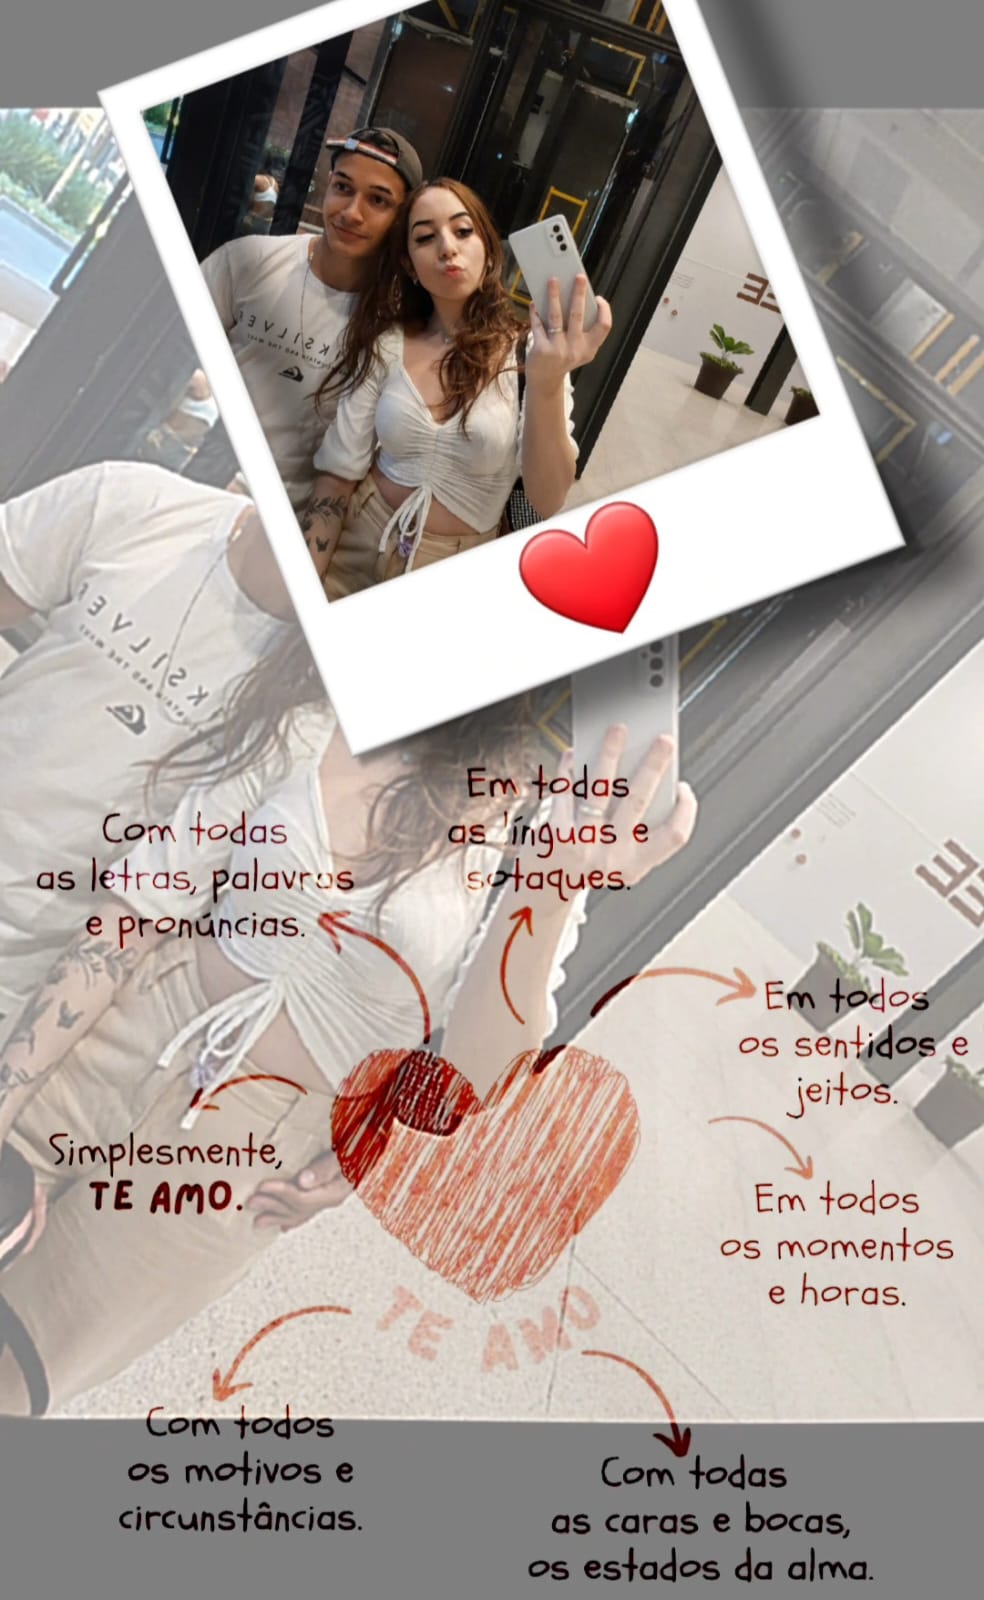 Em todas
as línguas e
sotaques.
Com todas
as letras, palavras
e pronúncias.
Em todos
os sentidos e
jeitos.
Simplesmente,
TE AMO.
Em todos
os momentos
e horas.
TE AMO
Com todos
os motivos e
circunstâncias.
Com todas
as caras e bocas,
os estados da alma.